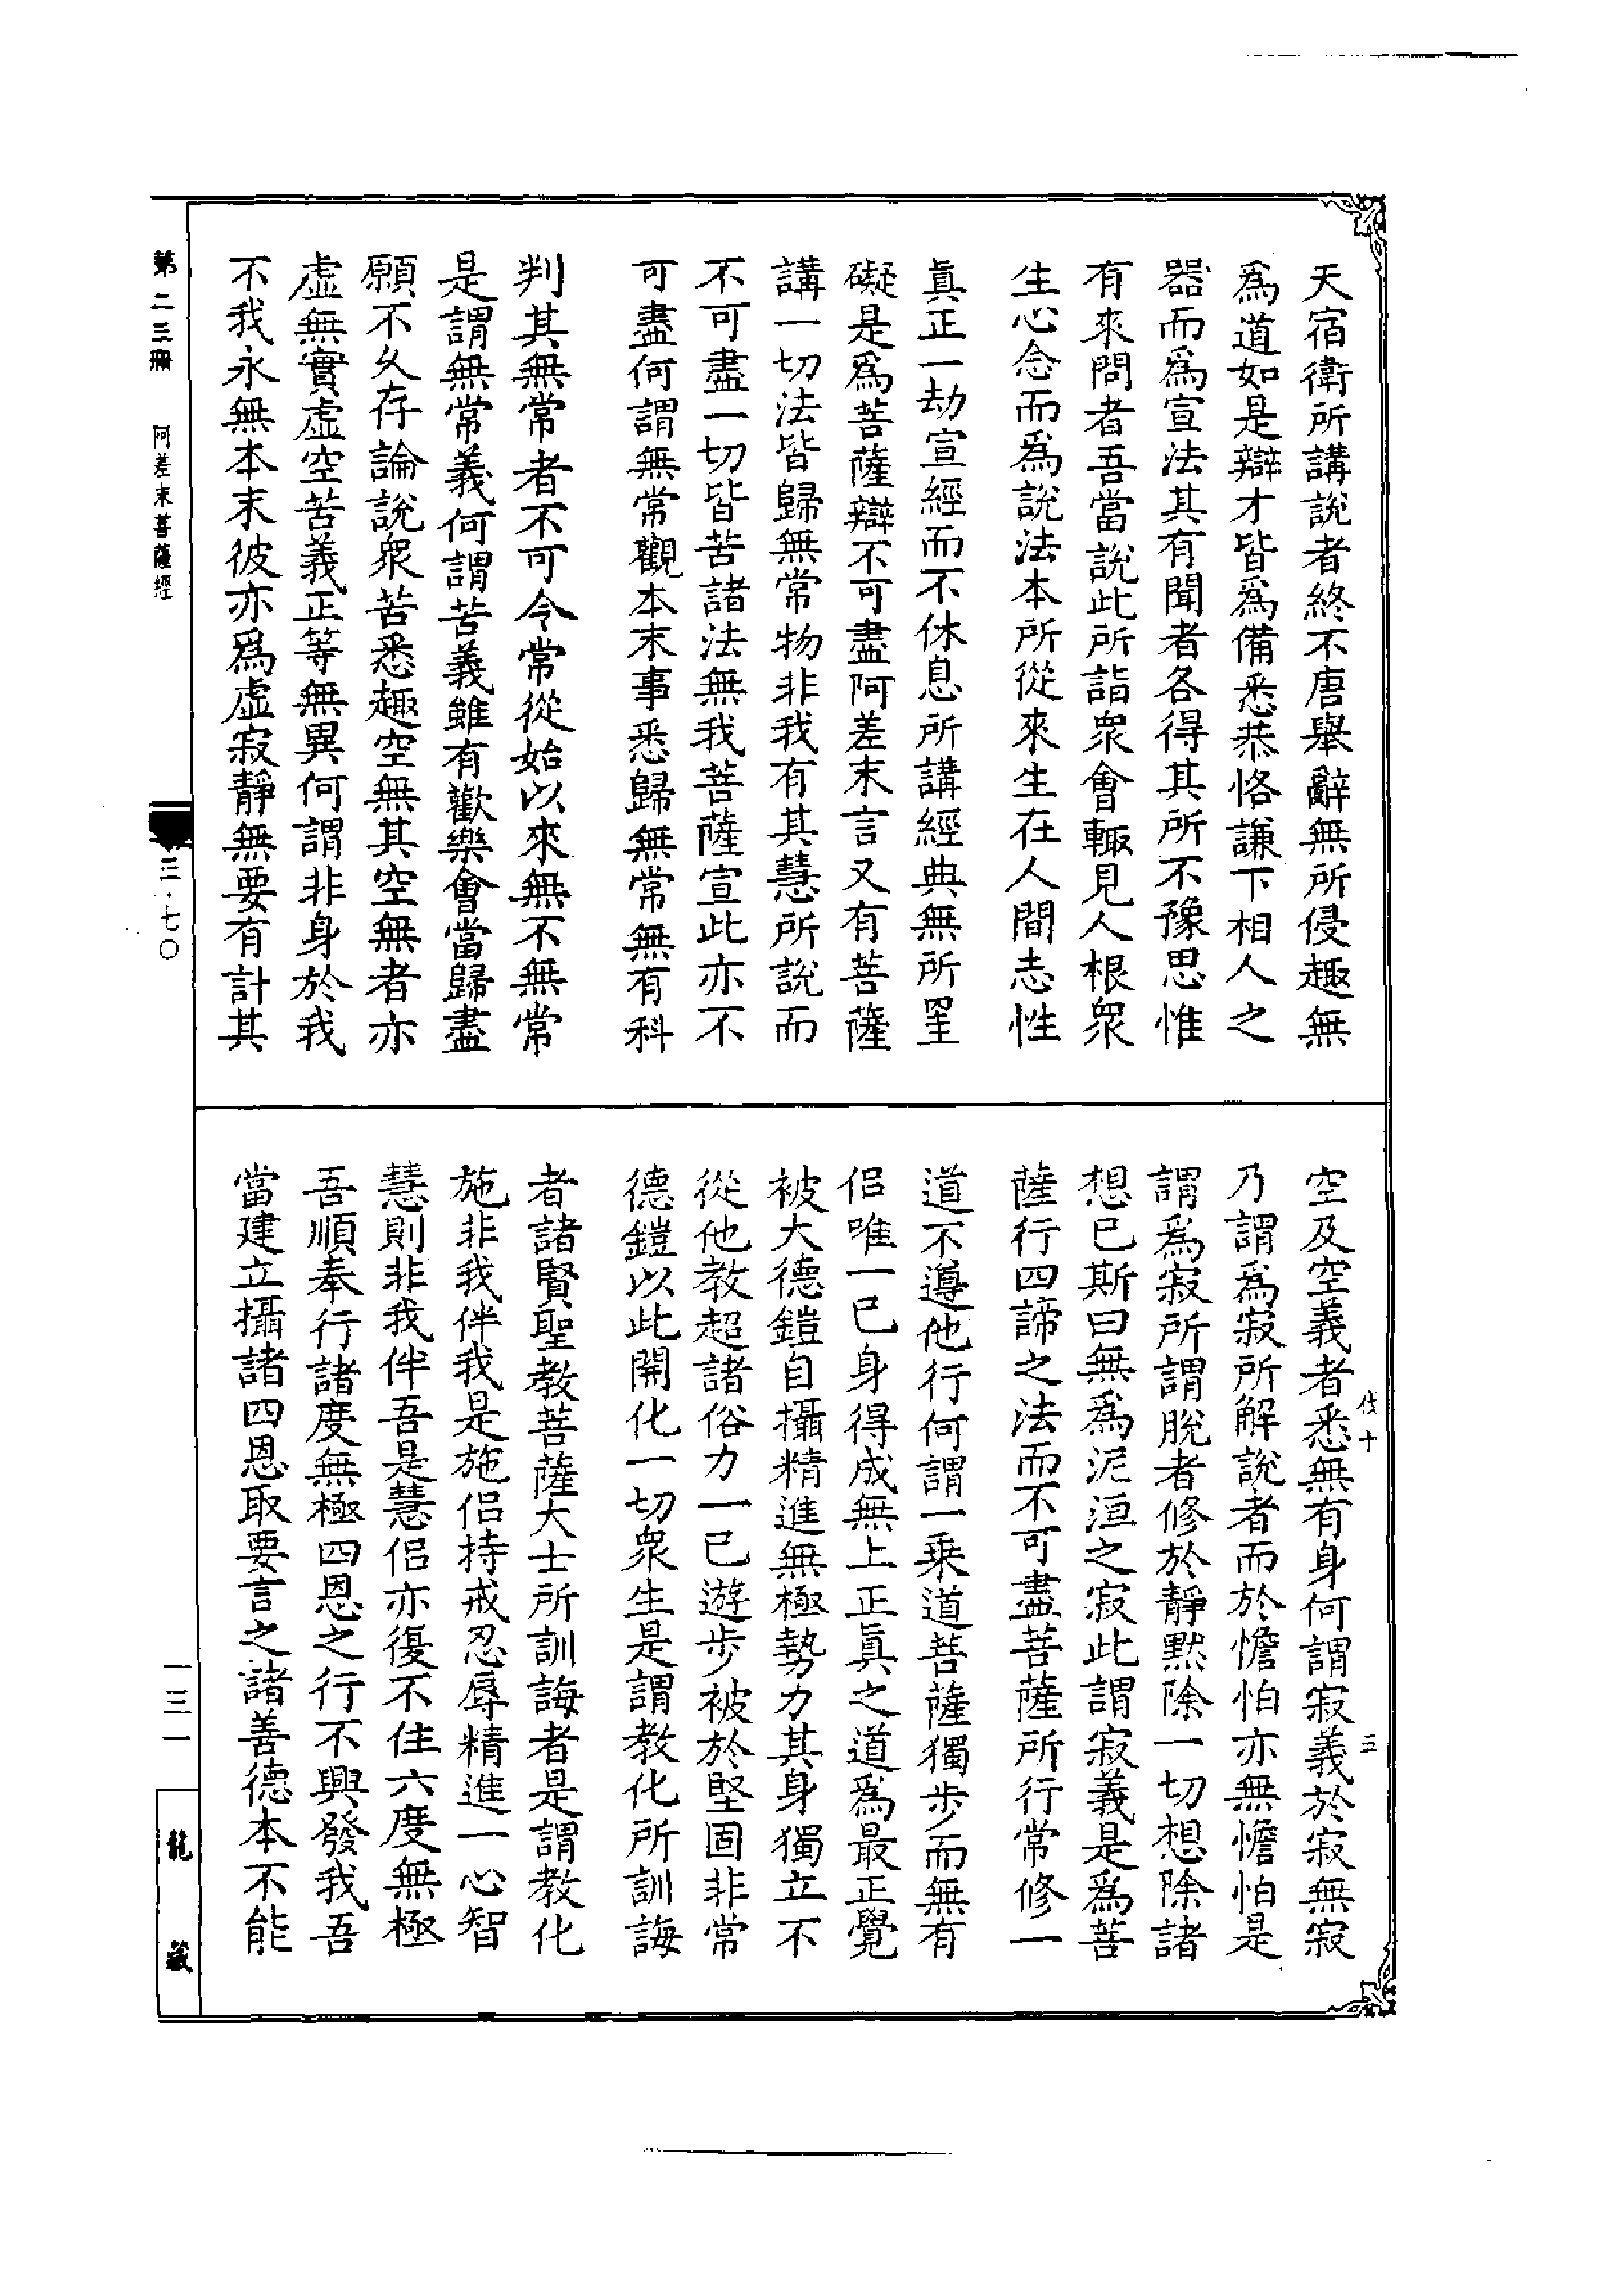 天宿衛所講說者終不唐舉辭無所侵趣無
爲道如是辯才皆爲備悉恭恪謙下相人之
器而爲宣法其有聞者各得其所不豫思惟
有來問者吾當說此所詣衆會輙見人根衆
生心念而爲說法本所從來生在人間志性
眞正一劫宣經而不休息所講經典無所罣
礙是爲菩薩辯不可盡阿差末言又有菩薩
講一切法皆歸無常物非我有其慧所說而
不可盡一切皆苦諸法無我菩薩宣此亦不
可盡何謂無常觀本末事悉歸無常無有科
判其無常者不可令常從始以來無不無常
是謂無常義何謂苦義雖有歡樂會當歸盡
願不久存論說衆苦悉趣空無其空無者亦
虛無實虛空苦義正等無異何謂非身於我
不我永無本末彼亦爲虛寂靜無要有計其
空及空義者悉無有身何謂寂義於寂無寂
乃謂爲寂所解說者而於憺怕亦無憺怕是
謂爲寂所謂脫者修於靜默除一切想除諸
想已斯曰無爲泥洹之寂此謂寂義是爲菩
薩行四諦之法而不可盡菩薩所行常修一
道不遵他行何謂一乘道菩薩獨步而無有
侶唯一已身得成無上正眞之道爲最正覺
被大德鎧自攝精進無極勢力其身獨立不
從他教超諸俗力一已遊步被於堅固非常
德鎧以此開化一切衆生是謂教化所訓誨
者諸賢聖教菩薩大士所訓誨者是謂教化
施非我伴我是施侶持戒忍辱精進一心智
慧則非我伴吾是慧侶亦復不住六度無極
吾順奉行諸度無極四恩之行不興發我吾
當建立攝諸四恩取要言之諸善德本不能
伎十
五
第二三冊
阿差末菩薩經
三·七〇
一三一
龍藏